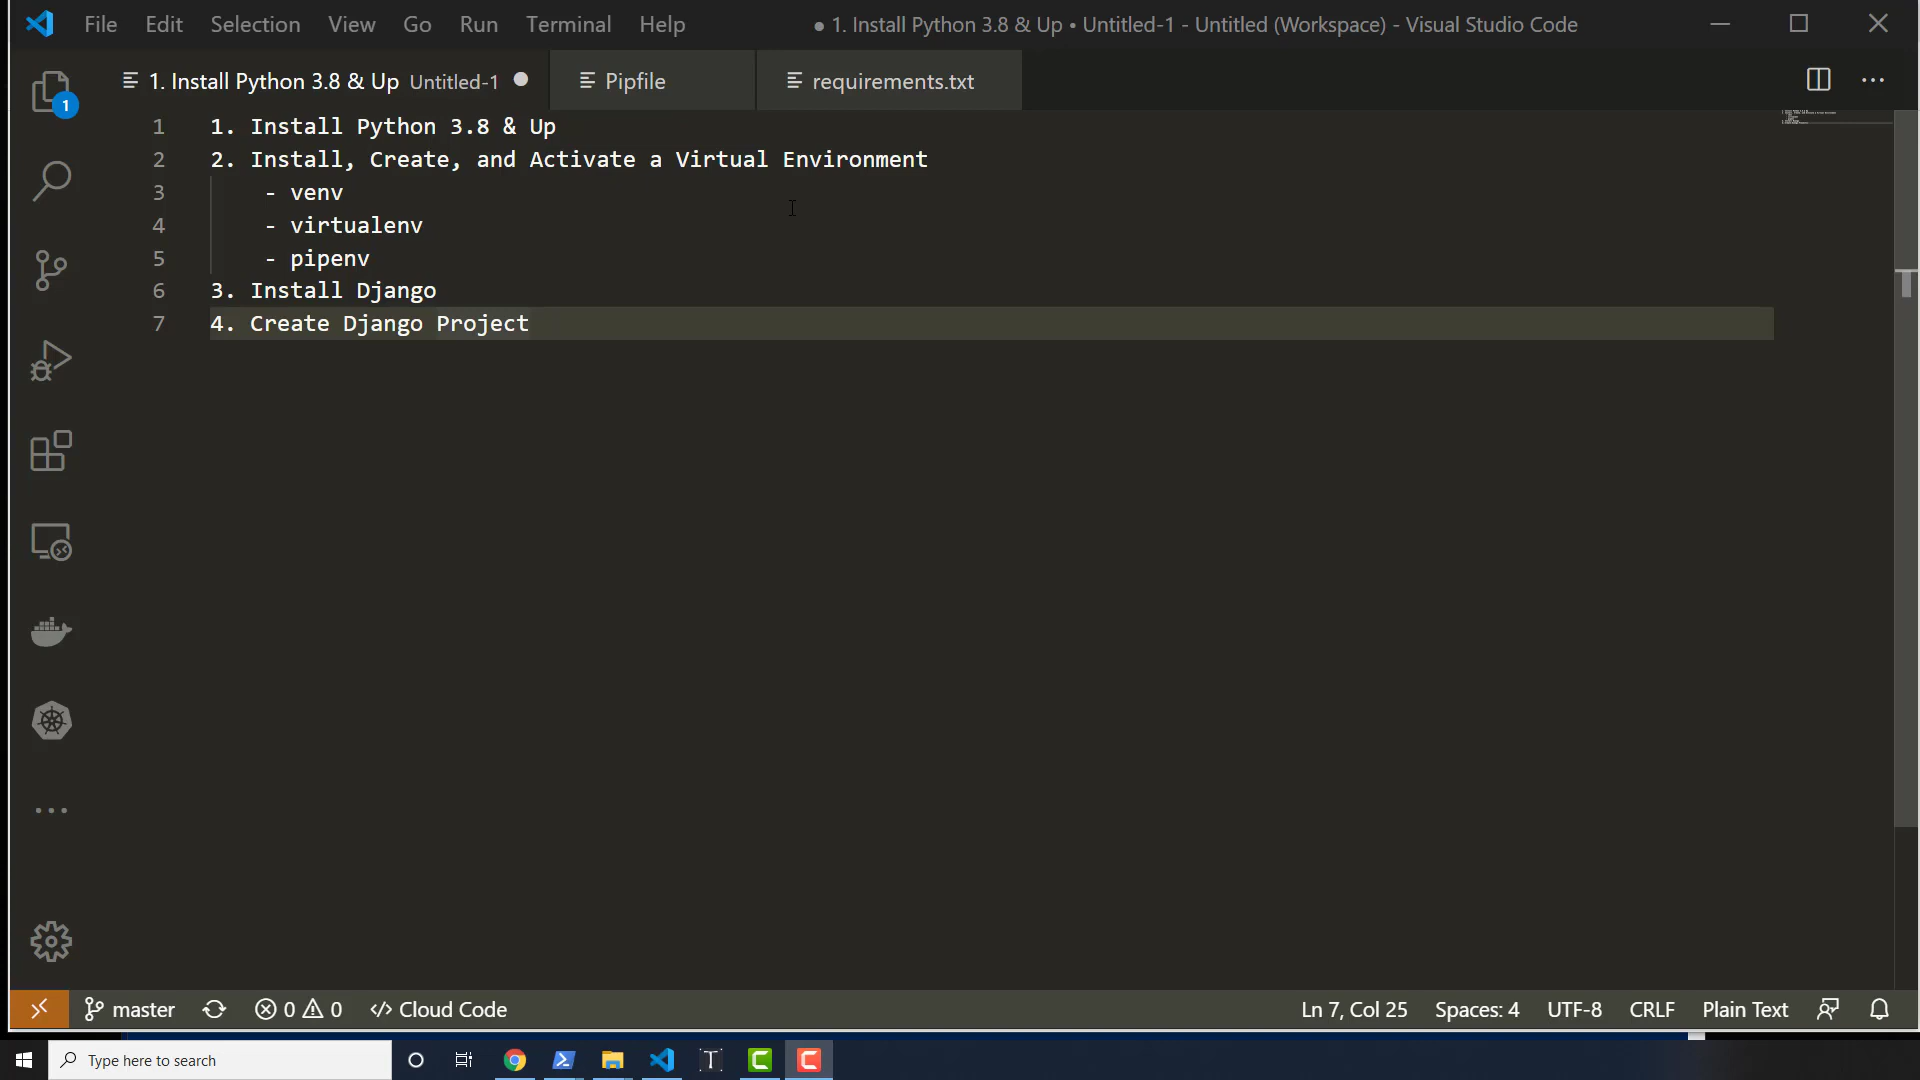 File Edit Selection View Go Run Terminal Help ● 1. Install Python 3.8 & Up • Untitled-1 - Untitled (Workspace) - Visual Studio Code
1. Install Python 3.8 & Up Untitled-1 Pipfile requirements.txt
1 1. Install Python 3.8 & Up
2 2. Install, Create, and Activate a Virtual Environment
3 - venv
4 - virtualenv
5 - pipenv
6 3. Install Django
7 4. Create Django Project
1
master 0 0 Cloud Code Ln 7, Col 25 Spaces: 4 UTF-8 CRLF Plain Text
Type here to search